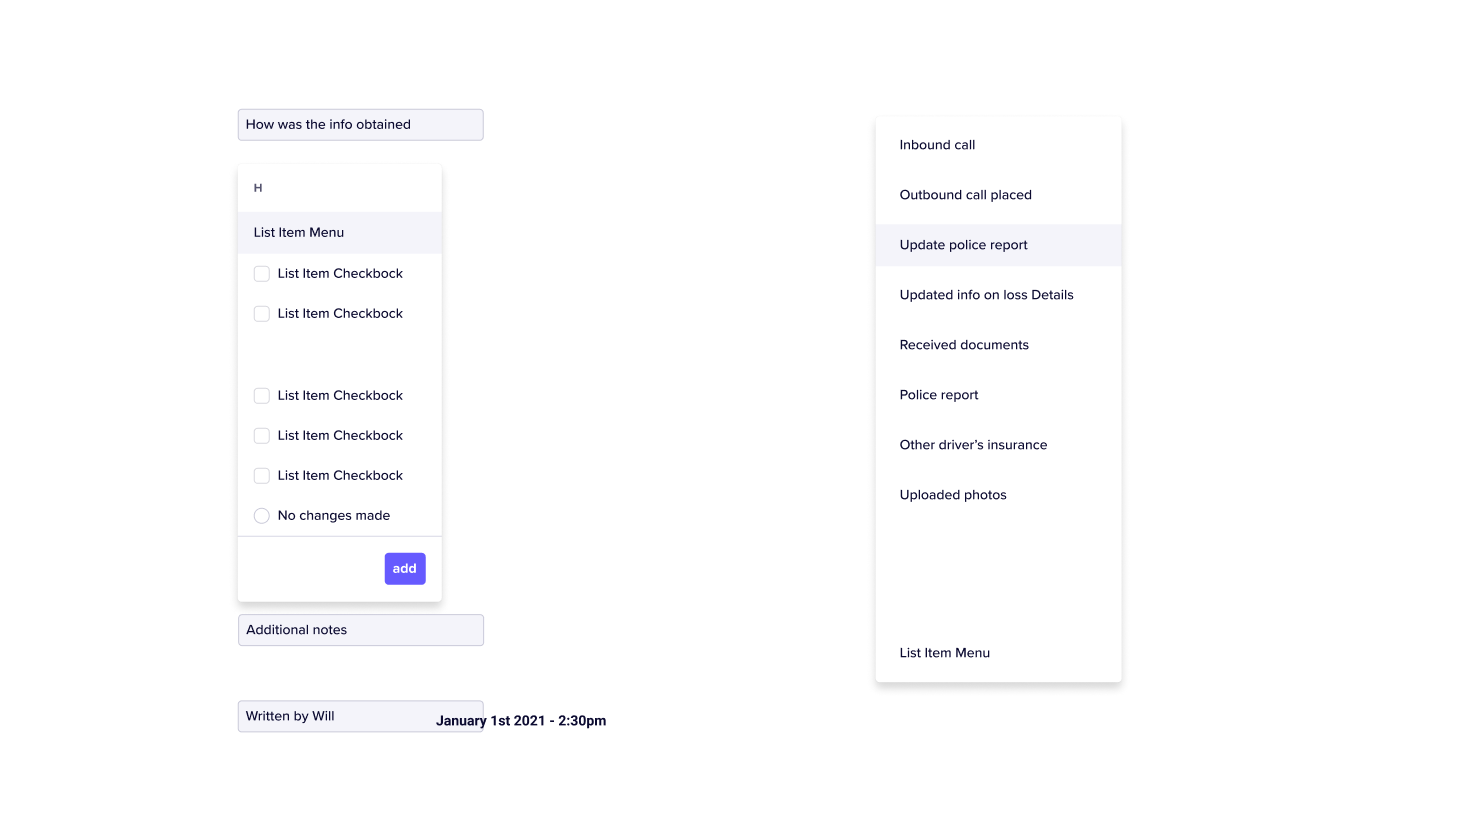 How was the info obtained
H
List Item Menu
List Item Checkbock
List Item Checkbock
List Item Checkbock
List Item Checkbock
List Item Checkbock
No changes made
add
Additional notes
Written by Will
January 1st 2021 - 2:30pm
Inbound call
Outbound call placed
Update police report
Updated info on loss Details
Received documents
Police report
Other driver’s insurance
Uploaded photos
List Item Menu